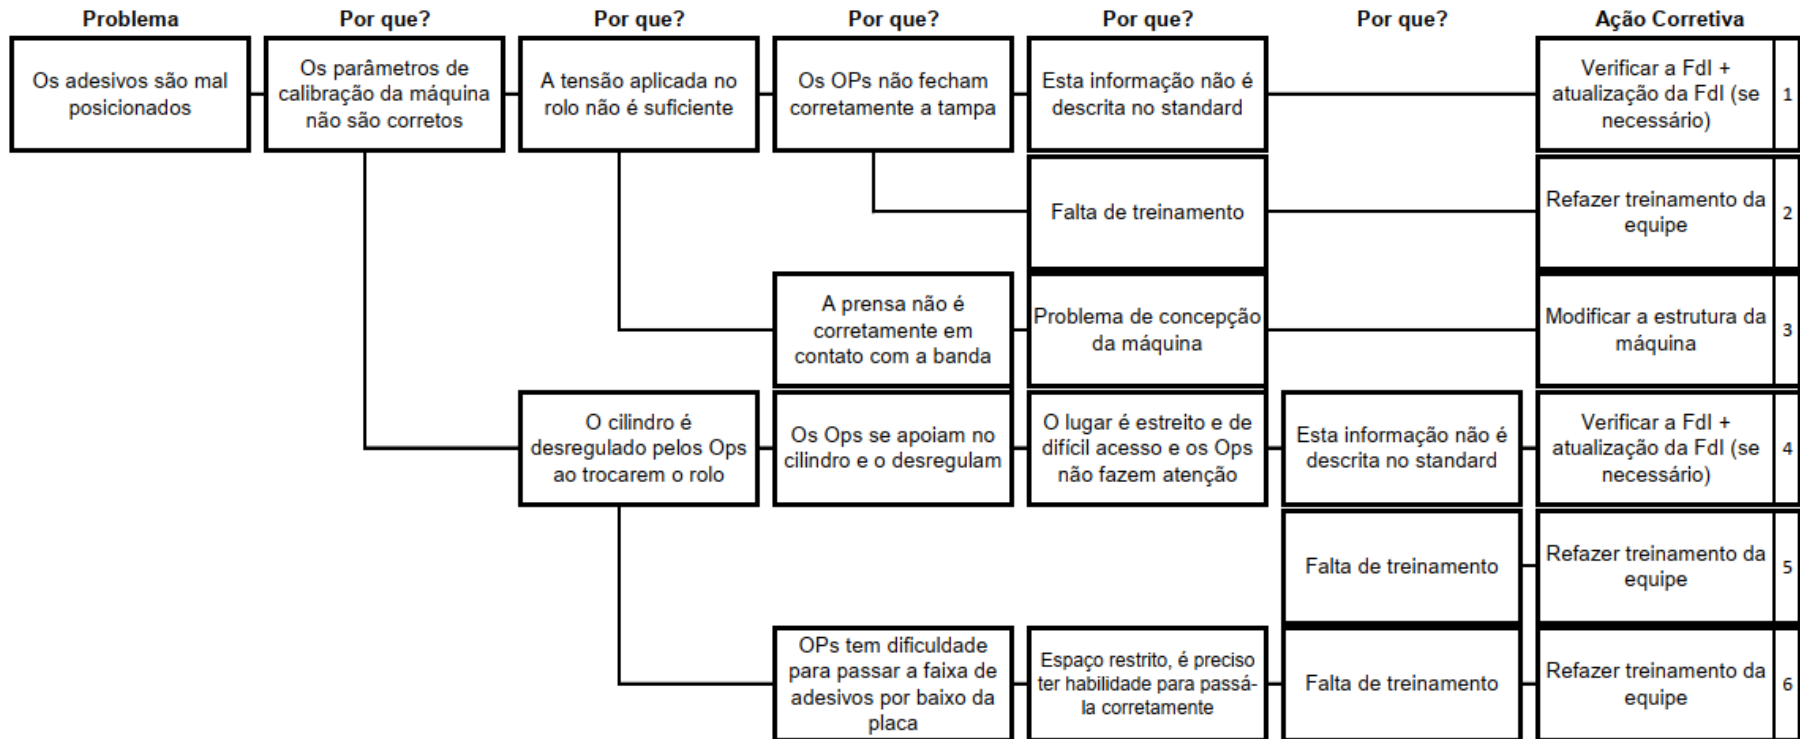 Problema
Por que?
Por que?
Por que?
Por que?
Por que?
Ação Corretiva
Os adesivos são mal
posicionados
Os parâmetros de
calibração da máquina
não são corretos
A tensão aplicada no
rolo não é suficiente
Os OPs não fecham
corretamente a tampa
Esta informação não é
descrita no standard
Verificar a FdI +
atualização da FdI (se
necessário)
1
Falta de treinamento
Refazer treinamento da
equipe
2
A prensa não é
corretamente em
contato com a banda
Problema de concepção
da máquina
Modificar a estrutura da
máquina
3
O cilindro é
desregulado pelos Ops
ao trocarem o rolo
Os Ops se apoiam no
cilindro e o desregulam
O lugar é estreito e de
difícil acesso e os Ops
não fazem atenção
Esta informação não é
descrita no standard
Verificar a FdI +
atualização da FdI (se
necessário)
4
Falta de treinamento
Refazer treinamento da
equipe
5
OPs tem dificuldade
para passar a faixa de
adesivos por baixo da
placa
Espaço restrito, é preciso
ter habilidade para passá-
la corretamente
Falta de treinamento
Refazer treinamento da
equipe
6